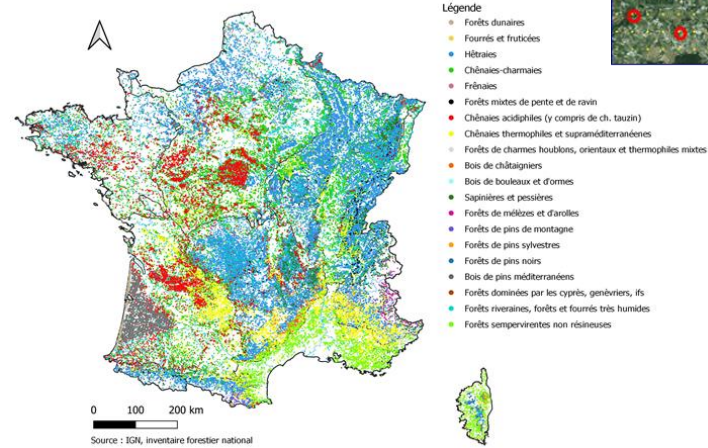 Légende
Forêts dunaires
Fourrés et fruticées
Hêtraies
Chênaies-charmaies
Frênaies
Forêts mixtes de pente et de ravin
Chênaies acidiphiles (y compris de ch. tauzin)
Chênaies thermophiles et supraméditerranéennes
Forêts de charmes houblons, orientaux et thermophiles mixtes
Bois de châtaigniers
Bois de bouleaux et d'ormes
Sapinières et pessières
Forêts de mélèzes et d'arolles
Forêts de pins de montagne
Forêts de pins sylvestres
Forêts de pins noirs
Bois de pins méditerranéens
Forêts dominées par les cyprès, genévriers, ifs
Forêts riveraines, forêts et fourrés très humides
Forêts sempervirentes non résineuses
0 100 200 km
Source : IGN, inventaire forestier national